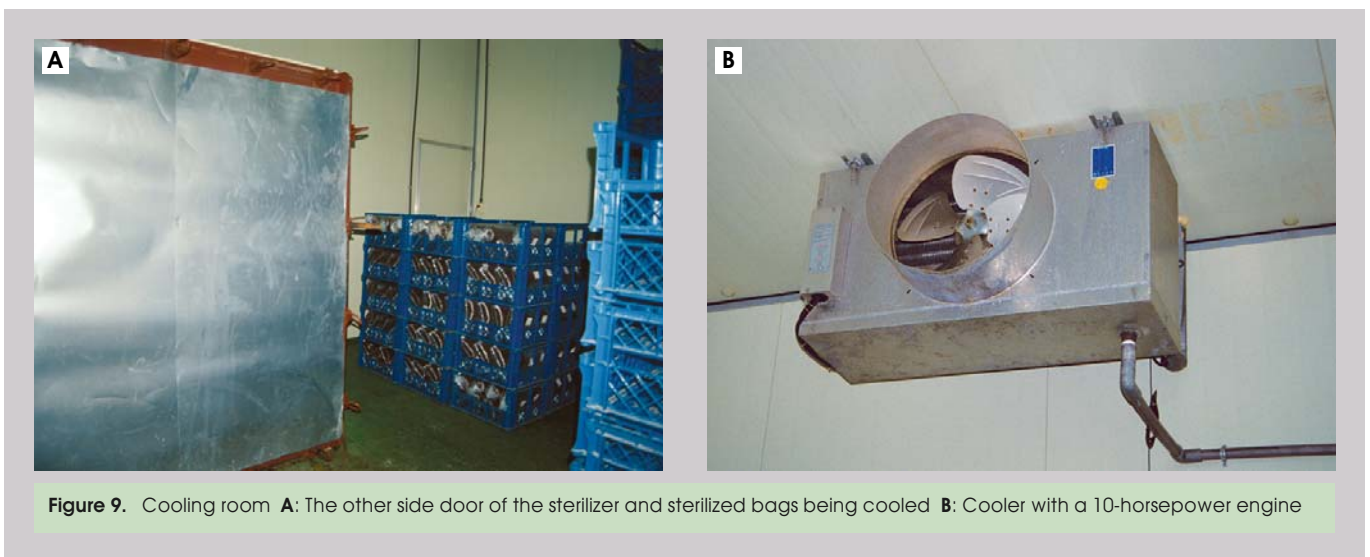 A
B
Figure 9. Cooling room A: The other side door of the sterilizer and sterilized bags being cooled B: Cooler with a 10-horsepower engine